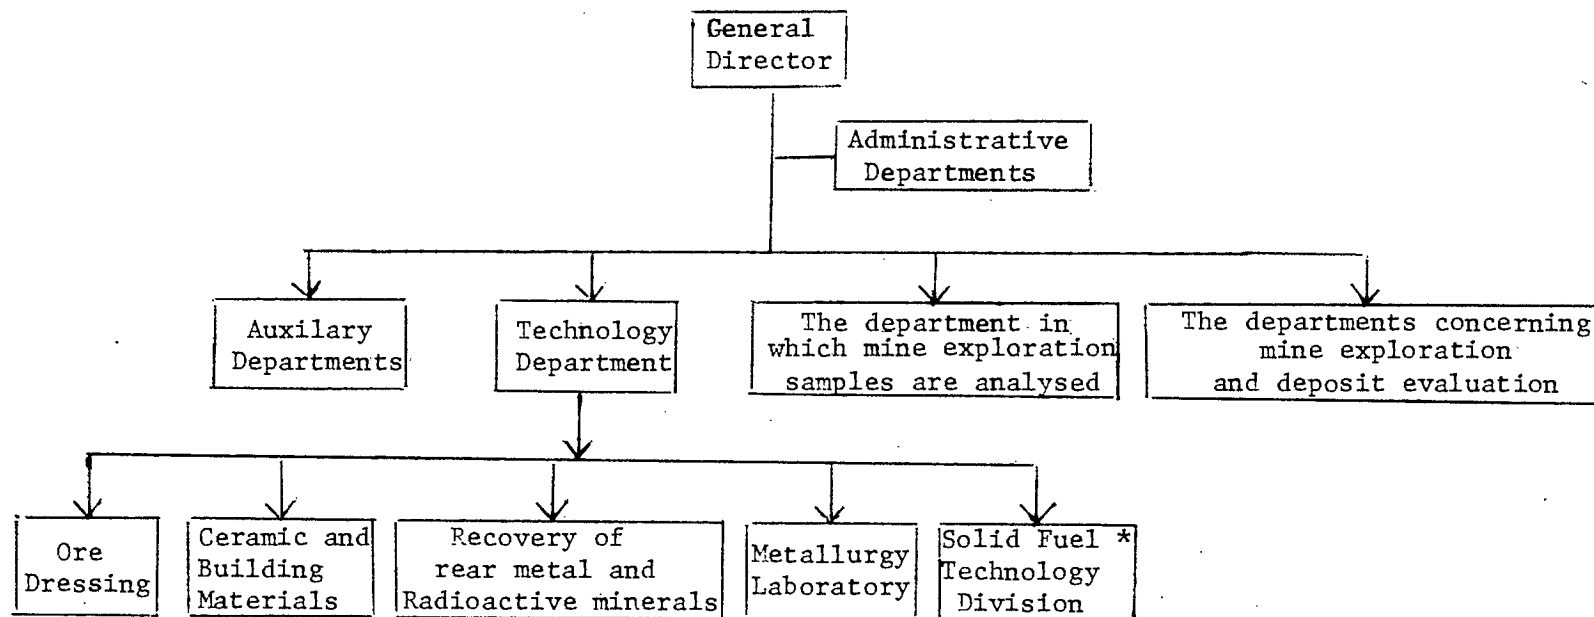 General
Director
Administrative
Departments
Auxilary
Departments
Technology
Department
The department in
which mine exploration
samples are analysed
The departments concerning
mine exploration
and deposit evaluation
Ore
Dressing
Ceramic and
Building
Materials
Recovery of
rear metal and
Radioactive minerals
Metallurgy
Laboratory
Solid Fuel *
Technology
Division